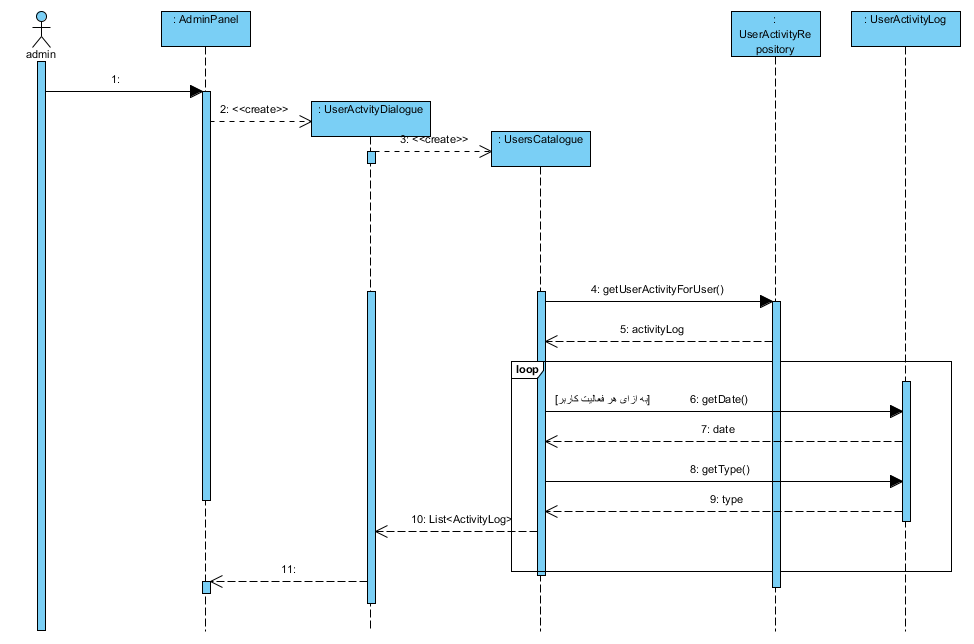 admin
: AdminPanel
:
UserActivityRe
pository
: UserActivityLog
1:
2: <<create>>
: UserActvityDialogue
3: <<create>>
: UsersCatalogue
4: getUserActivityForUser()
5: activityLog
loop
[به ازای هر فعالیت کاربر]
6: getDate()
7: date
8: getType()
9: type
10: List<ActivityLog>
11: